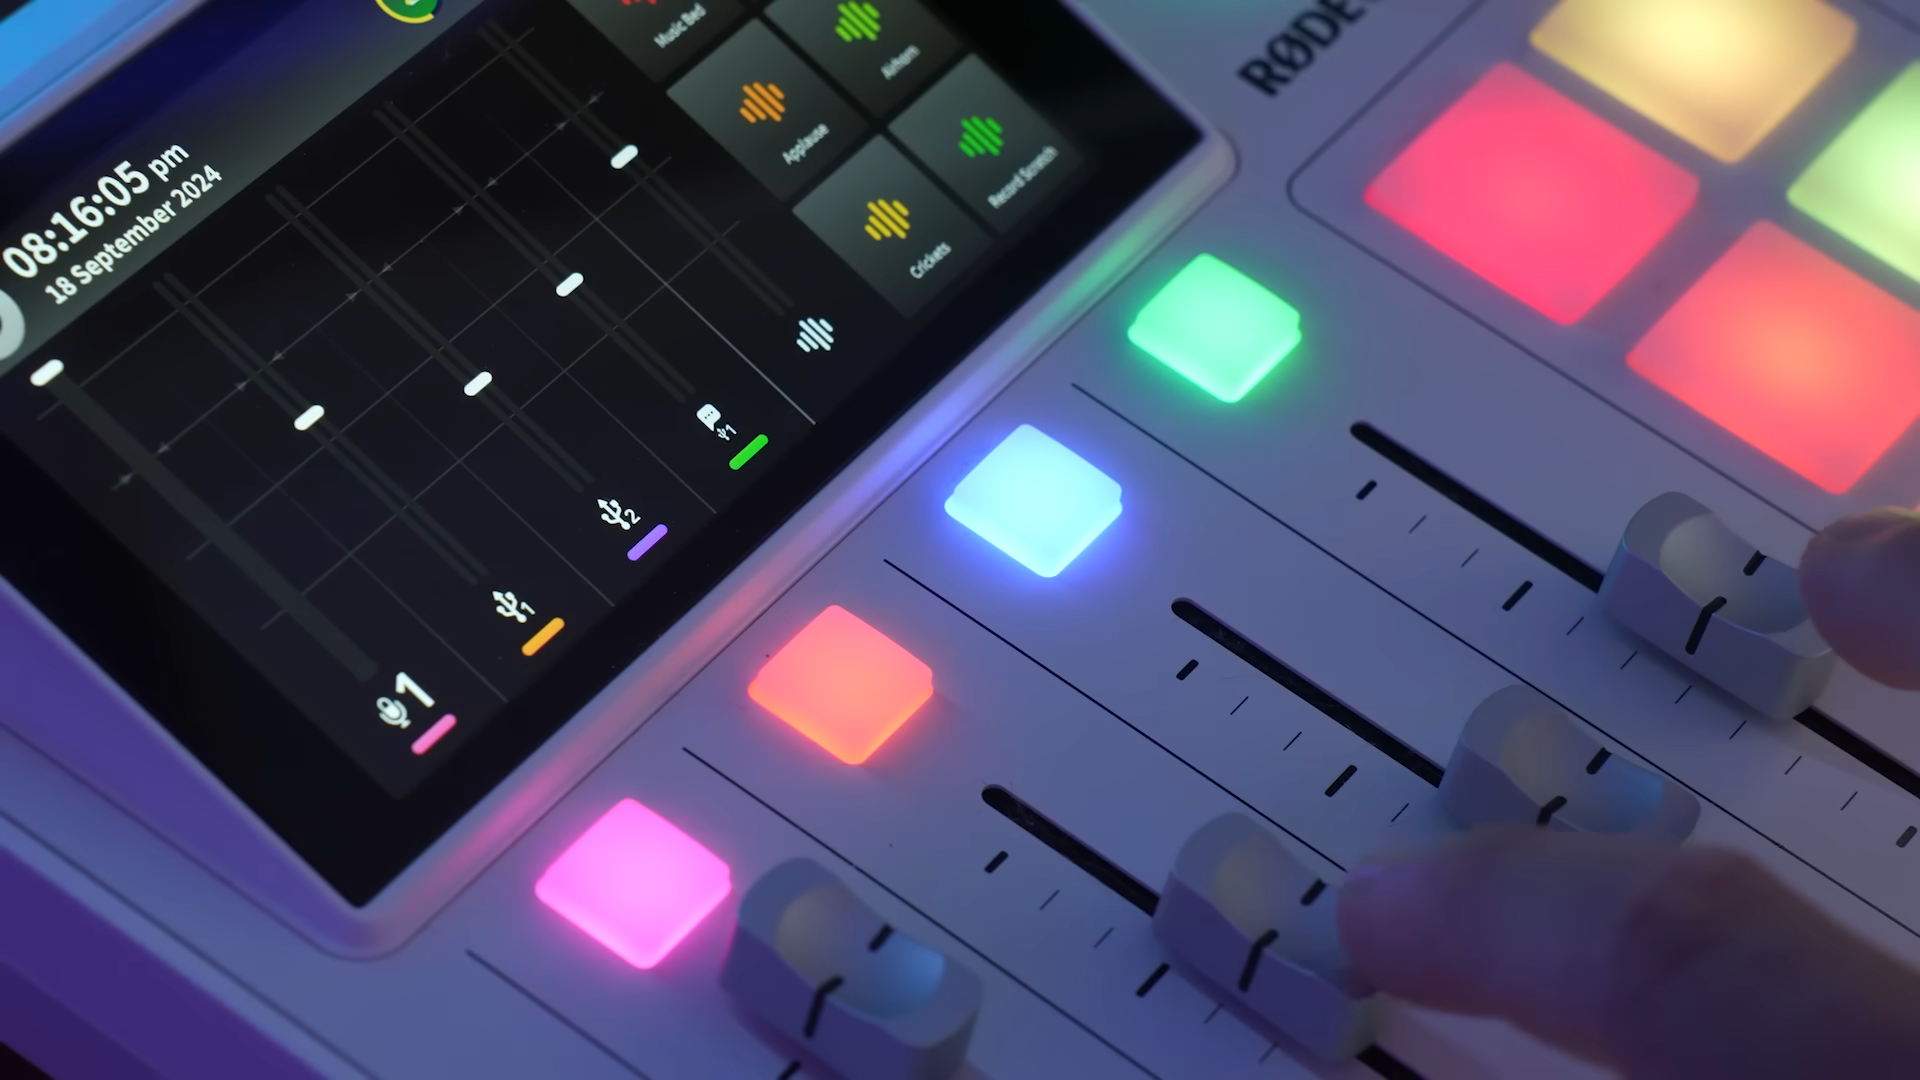 08:16:05 pm
18 September 2024
Music Bed
Airhorn
Applause
Record Scratch
Crickets
1
1
2
1
RØDE